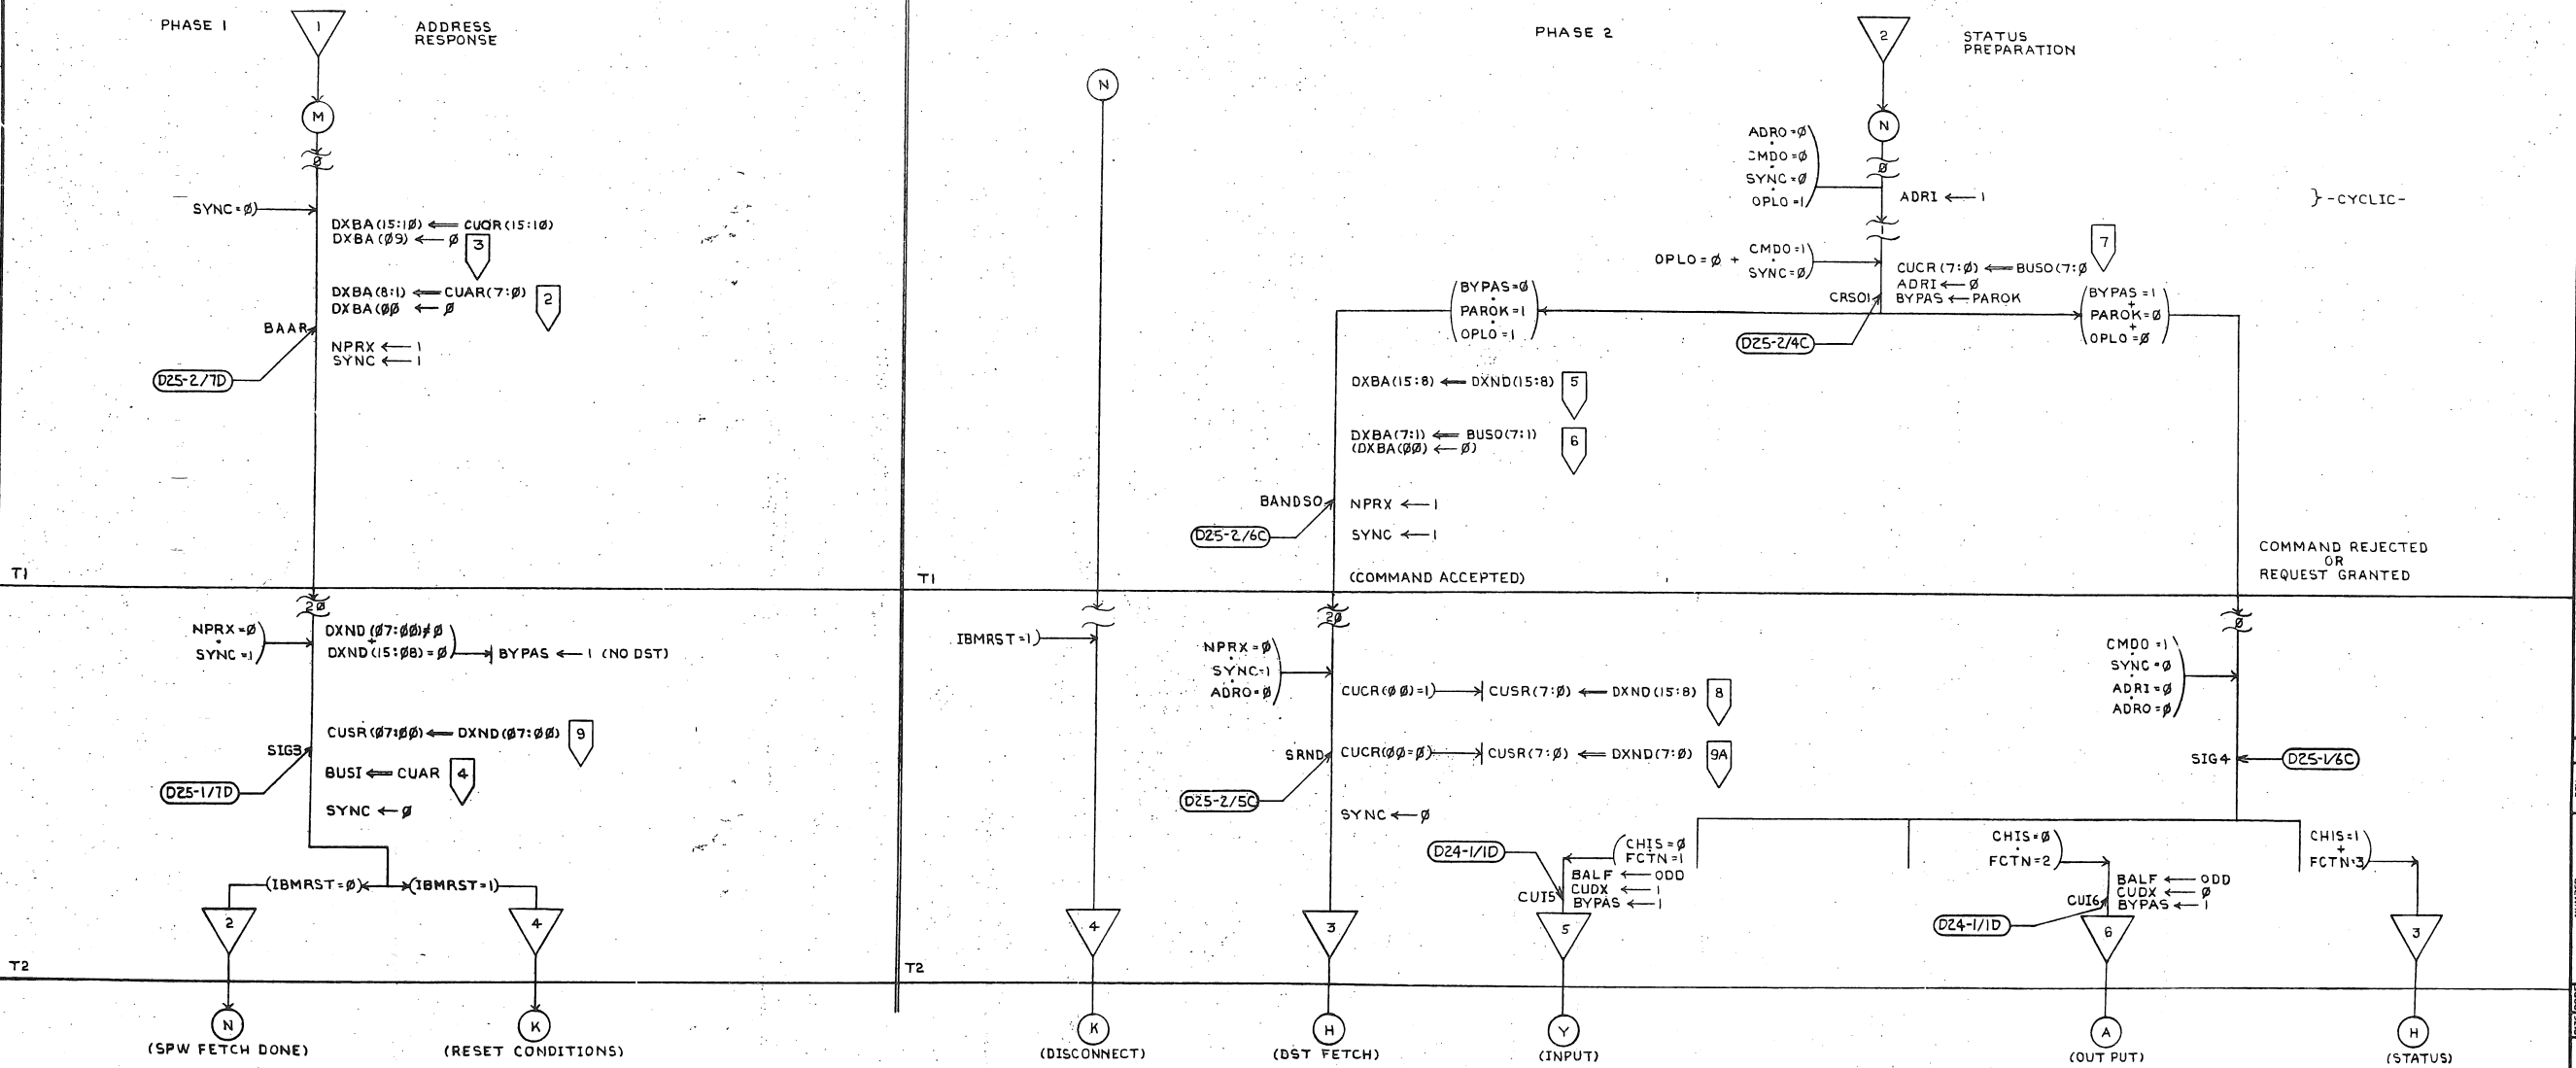 PHASE 1
1
ADDRESS
RESPONSE
M
Ø
SYNC=Ø)
DXBA(15:1Ø) ⟸ CUOR(15:1Ø)
DXBA(Ø9) ← Ø
3
DXBA(8:1) ⟸ CUAR(7:Ø)
DXBA(ØØ ← Ø
2
BAAR
NPRX ← 1
SYNC ← 1
D25-2/7D
T1
2Ø
NPRX=Ø
SYNC=1
DXND(Ø7:ØØ)≠Ø
+
DXND(15:Ø8)=Ø
BYPAS ← 1 (NO DST)
CUSR(Ø7:ØØ) ⟸ DXND(Ø7:ØØ)
9
SIG3
BUSI ⟸ CUAR
4
D25-1/7D
SYNC ← Ø
(IBMRST=Ø)
(IBMRST=1)
2
4
T2
N
(SPW FETCH DONE)
K
(RESET CONDITIONS)
PHASE 2
2
STATUS
PREPARATION
N
N
ADRO=Ø
CMDO=Ø
SYNC=Ø
OPLO=1
Ø
ADRI ← 1
}-CYCLIC-
1
OPLO=Ø + CMDO=1
SYNC=Ø
7
CUCR(7:Ø) ⟸ BUSO(7:Ø
ADRI ← Ø
CRSO1
BYPAS ← PAROK
D25-2/4C
BYPAS=Ø
PAROK=1
OPLO=1
BYPAS=1
+
PAROK=Ø
+
OPLO=Ø
DXBA(15:8) ⟸ DXND(15:8)
5
DXBA(7:1) ⟸ BUSO(7:1)
(DXBA(ØØ) ← Ø)
6
BANDSO
NPRX ← 1
D25-2/6C
SYNC ← 1
COMMAND REJECTED
OR
REQUEST GRANTED
T1
(COMMAND ACCEPTED)
IBMRST=1)
2Ø
NPRX=Ø
SYNC=1
ADRO=Ø
CUCR(ØØ=1) → CUSR(7:Ø) ⟸ DXND(15:8)
8
SRND
CUCR(ØØ=Ø) → CUSR(7:Ø) ⟸ DXND(7:Ø)
9A
D25-2/5C
SYNC ← Ø
Ø
CMDO=1
SYNC=Ø
ADRI=Ø
ADRO=Ø
SIG4
D25-1/6C
D24-1/1D
CHIS=Ø
FCTN=1
BALF ← ODD
CUDX ← 1
CUI5
BYPAS ← 1
CHIS=Ø
FCTN=2
BALF ← ODD
CUDX ← Ø
CUI6
BYPAS ← 1
D24-1/1D
CHIS=1
+
FCTN=3
4
3
5
6
3
T2
K
(DISCONNECT)
H
(DST FETCH)
Y
(INPUT)
A
(OUT PUT)
H
(STATUS)